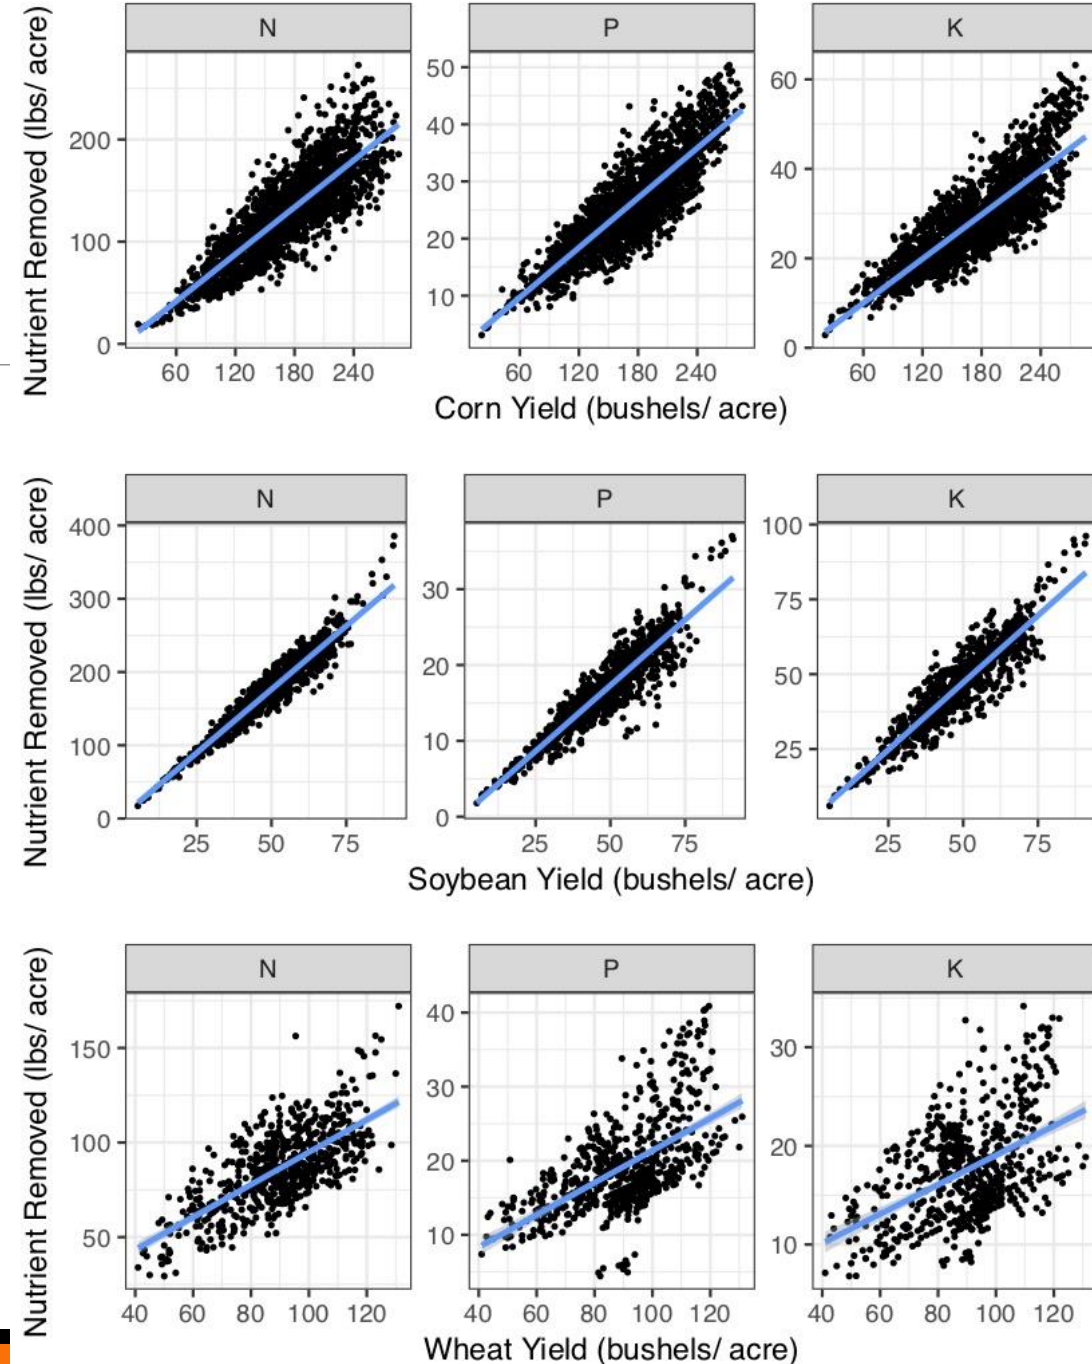 N P K
Nutrient Removed (lbs/ acre)
200
100
0
50
40
30
20
10
60
40
20
0
60 120 180 240
60 120 180 240
60 120 180 240
Corn Yield (bushels/ acre)
N P K
Nutrient Removed (lbs/ acre)
400
300
200
100
0
30
20
10
0
100
75
50
25
25 50 75
25 50 75
25 50 75
Soybean Yield (bushels/ acre)
N P K
Nutrient Removed (lbs/ acre)
150
100
50
40
30
20
10
30
20
10
40 60 80 100 120
40 60 80 100 120
40 60 80 100 120
Wheat Yield (bushels/ acre)